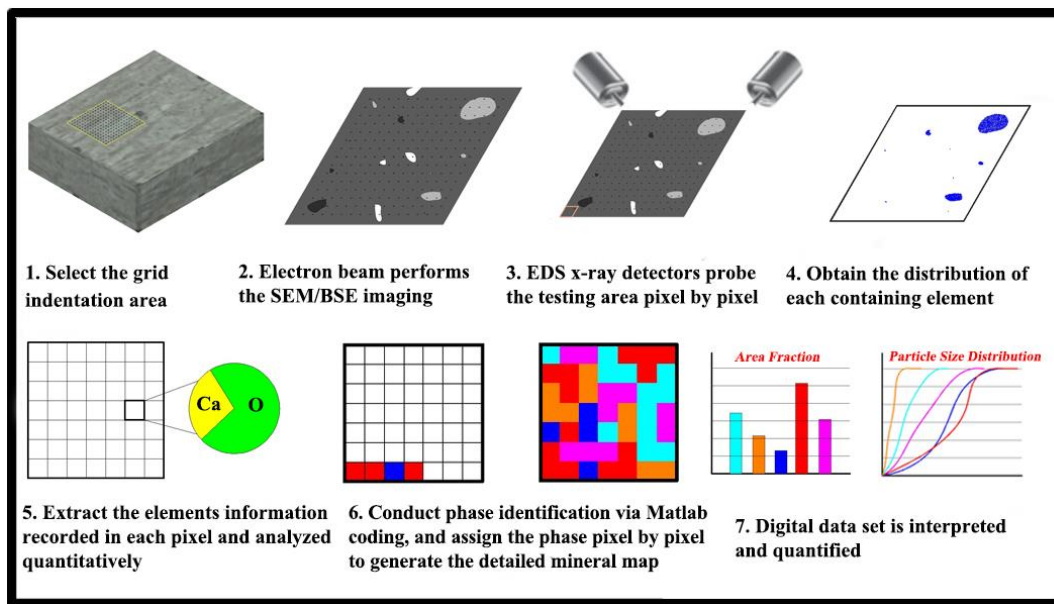 1. Select the grid
indentation area
2. Electron beam performs
the SEM/BSE imaging
3. EDS x-ray detectors probe
the testing area pixel by pixel
4. Obtain the distribution of
each containing element
Ca
O
Area Fraction
Particle Size Distribution
5. Extract the elements information
recorded in each pixel and analyzed
quantitatively
6. Conduct phase identification via Matlab
coding, and assign the phase pixel by pixel
to generate the detailed mineral map
7. Digital data set is interpreted
and quantified